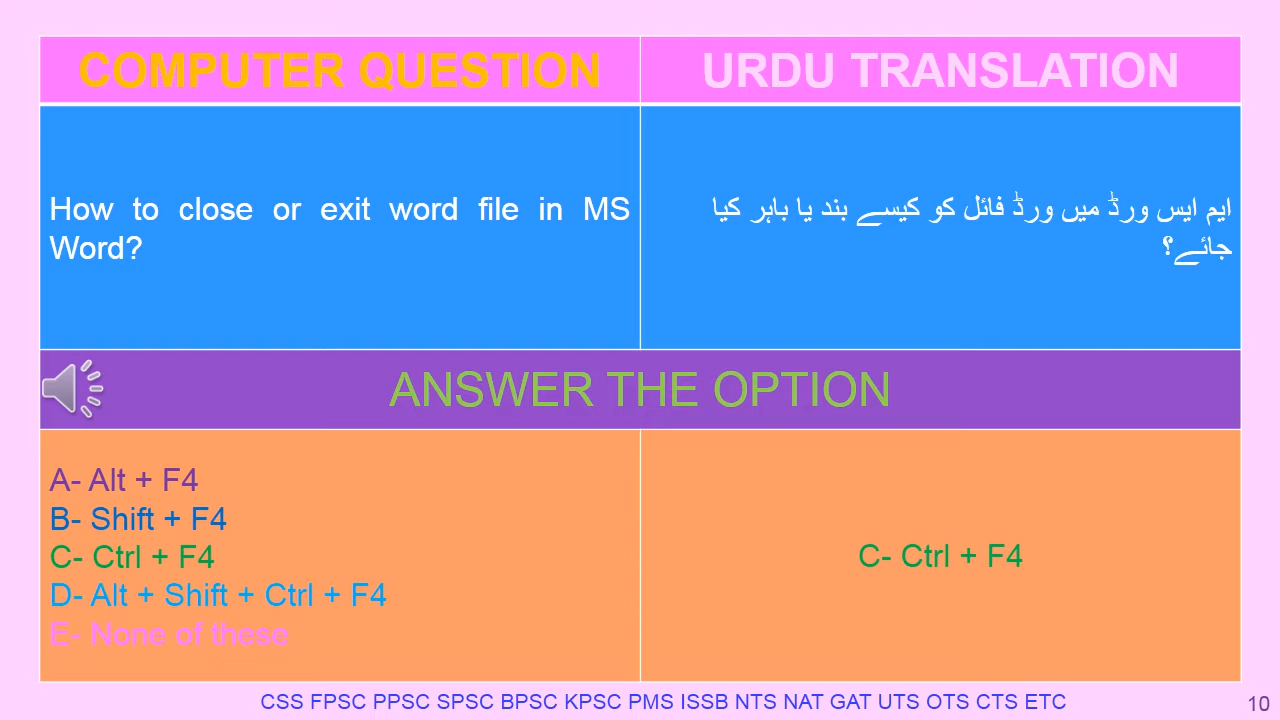 COMPUTER QUESTION
URDU TRANSLATION
How to close or exit word file in MS
Word?
ایم ایس ورڈ میں ورڈ فائل کو کیسے بند یا باہر کیا
جائے؟
ANSWER THE OPTION
A- Alt + F4
B- Shift + F4
C- Ctrl + F4
D- Alt + Shift + Ctrl + F4
E- None of these
C- Ctrl + F4
CSS FPSC PPSC SPSC BPSC KPSC PMS ISSB NTS NAT GAT UTS OTS CTS ETC
10